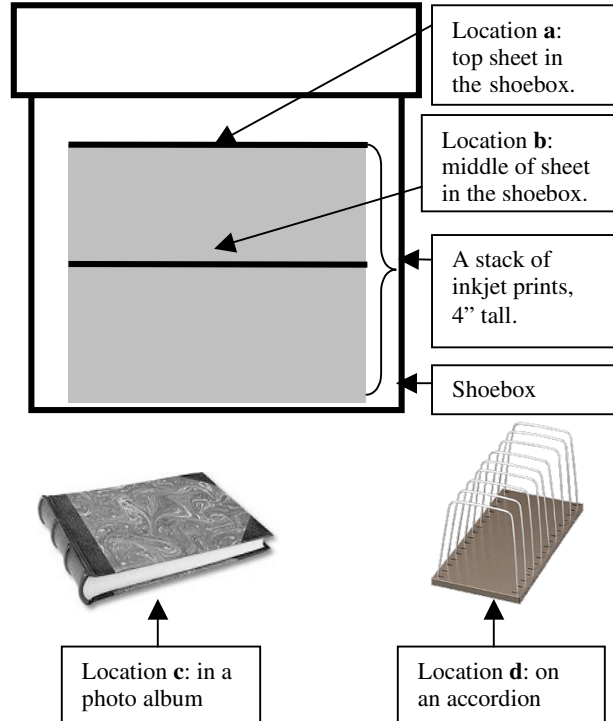 Location a:
top sheet in
the shoebox.
Location b:
middle of sheet
in the shoebox.
A stack of
inkjet prints,
4” tall.
Shoebox
Location c: in a
photo album
Location d: on
an accordion